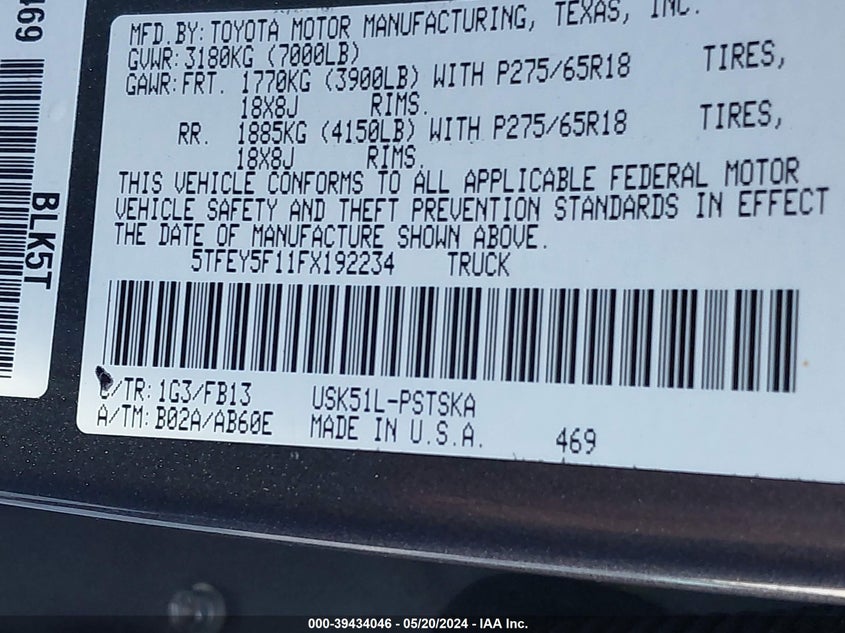 MFD. BY: TOYOTA MOTOR MANUFACTURING, TEXAS, INC.
GVWR: 3180KG (7000LB)
GAWR: FRT. 1770KG (3900LB) WITH P275/65R18 TIRES,
18X8J RIMS.
RR. 1885KG (4150LB) WITH P275/65R18 TIRES,
18X8J RIMS.
THIS VEHICLE CONFORMS TO ALL APPLICABLE FEDERAL MOTOR
VEHICLE SAFETY AND THEFT PREVENTION STANDARDS IN EFFECT
THE DATE OF MANUFACTURE SHOWN ABOVE.
5TFEY5F11FX192234 TRUCK
C/TR: 1G3/FB13 USK51L-PSTSKA
A/TM: B02A/AB60E MADE IN U.S.A. 469
469
BLK5T
000-39434046 - 05/20/2024 - IAA Inc.